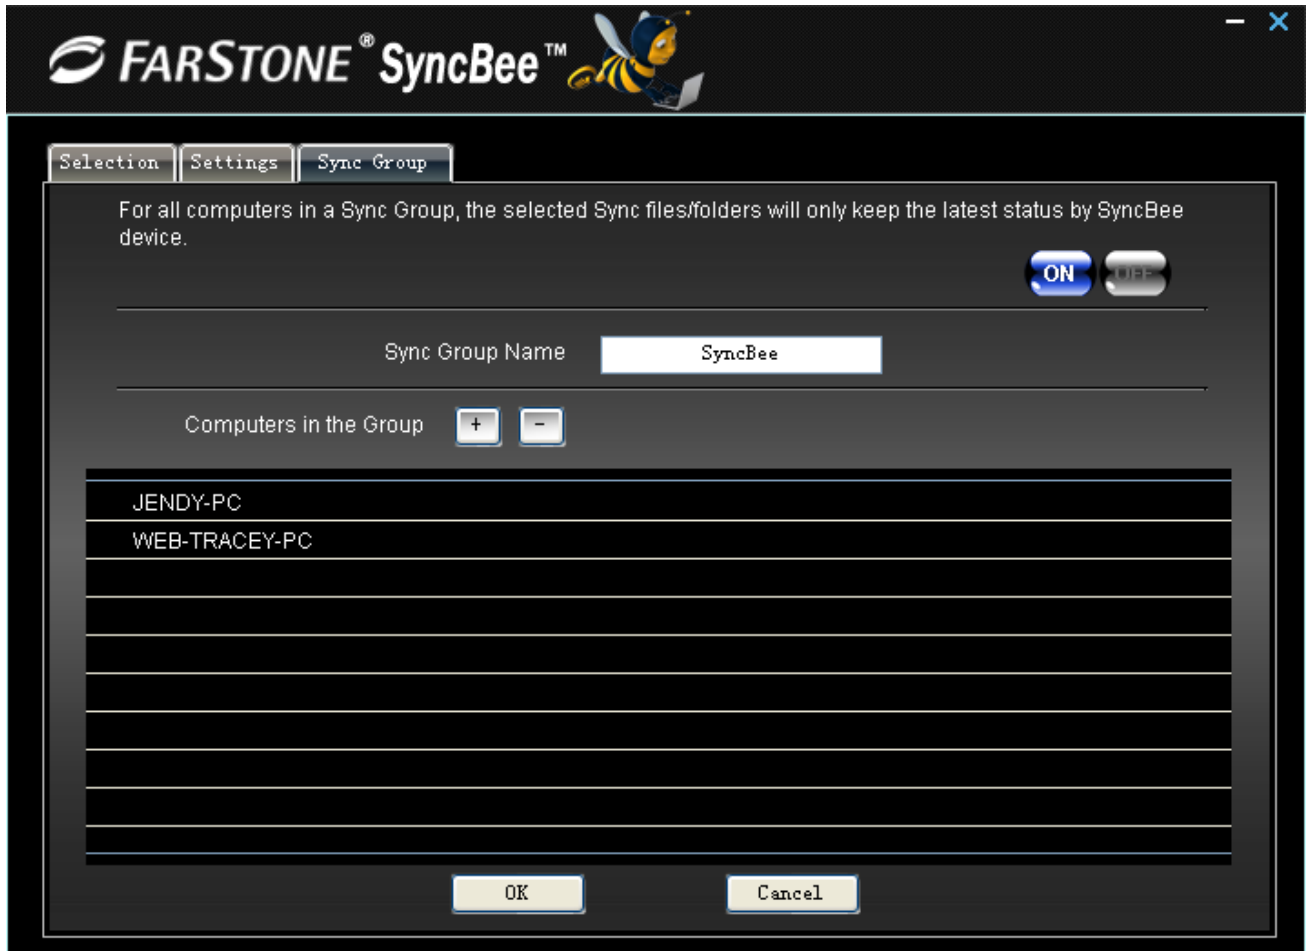 FARSTONE® SyncBee™
Selection Settings Sync Group
For all computers in a Sync Group, the selected Sync files/folders will only keep the latest status by SyncBee
device.
ON OFF
Sync Group Name SyncBee
Computers in the Group + -
JENDY-PC
WEB-TRACEY-PC
OK Cancel